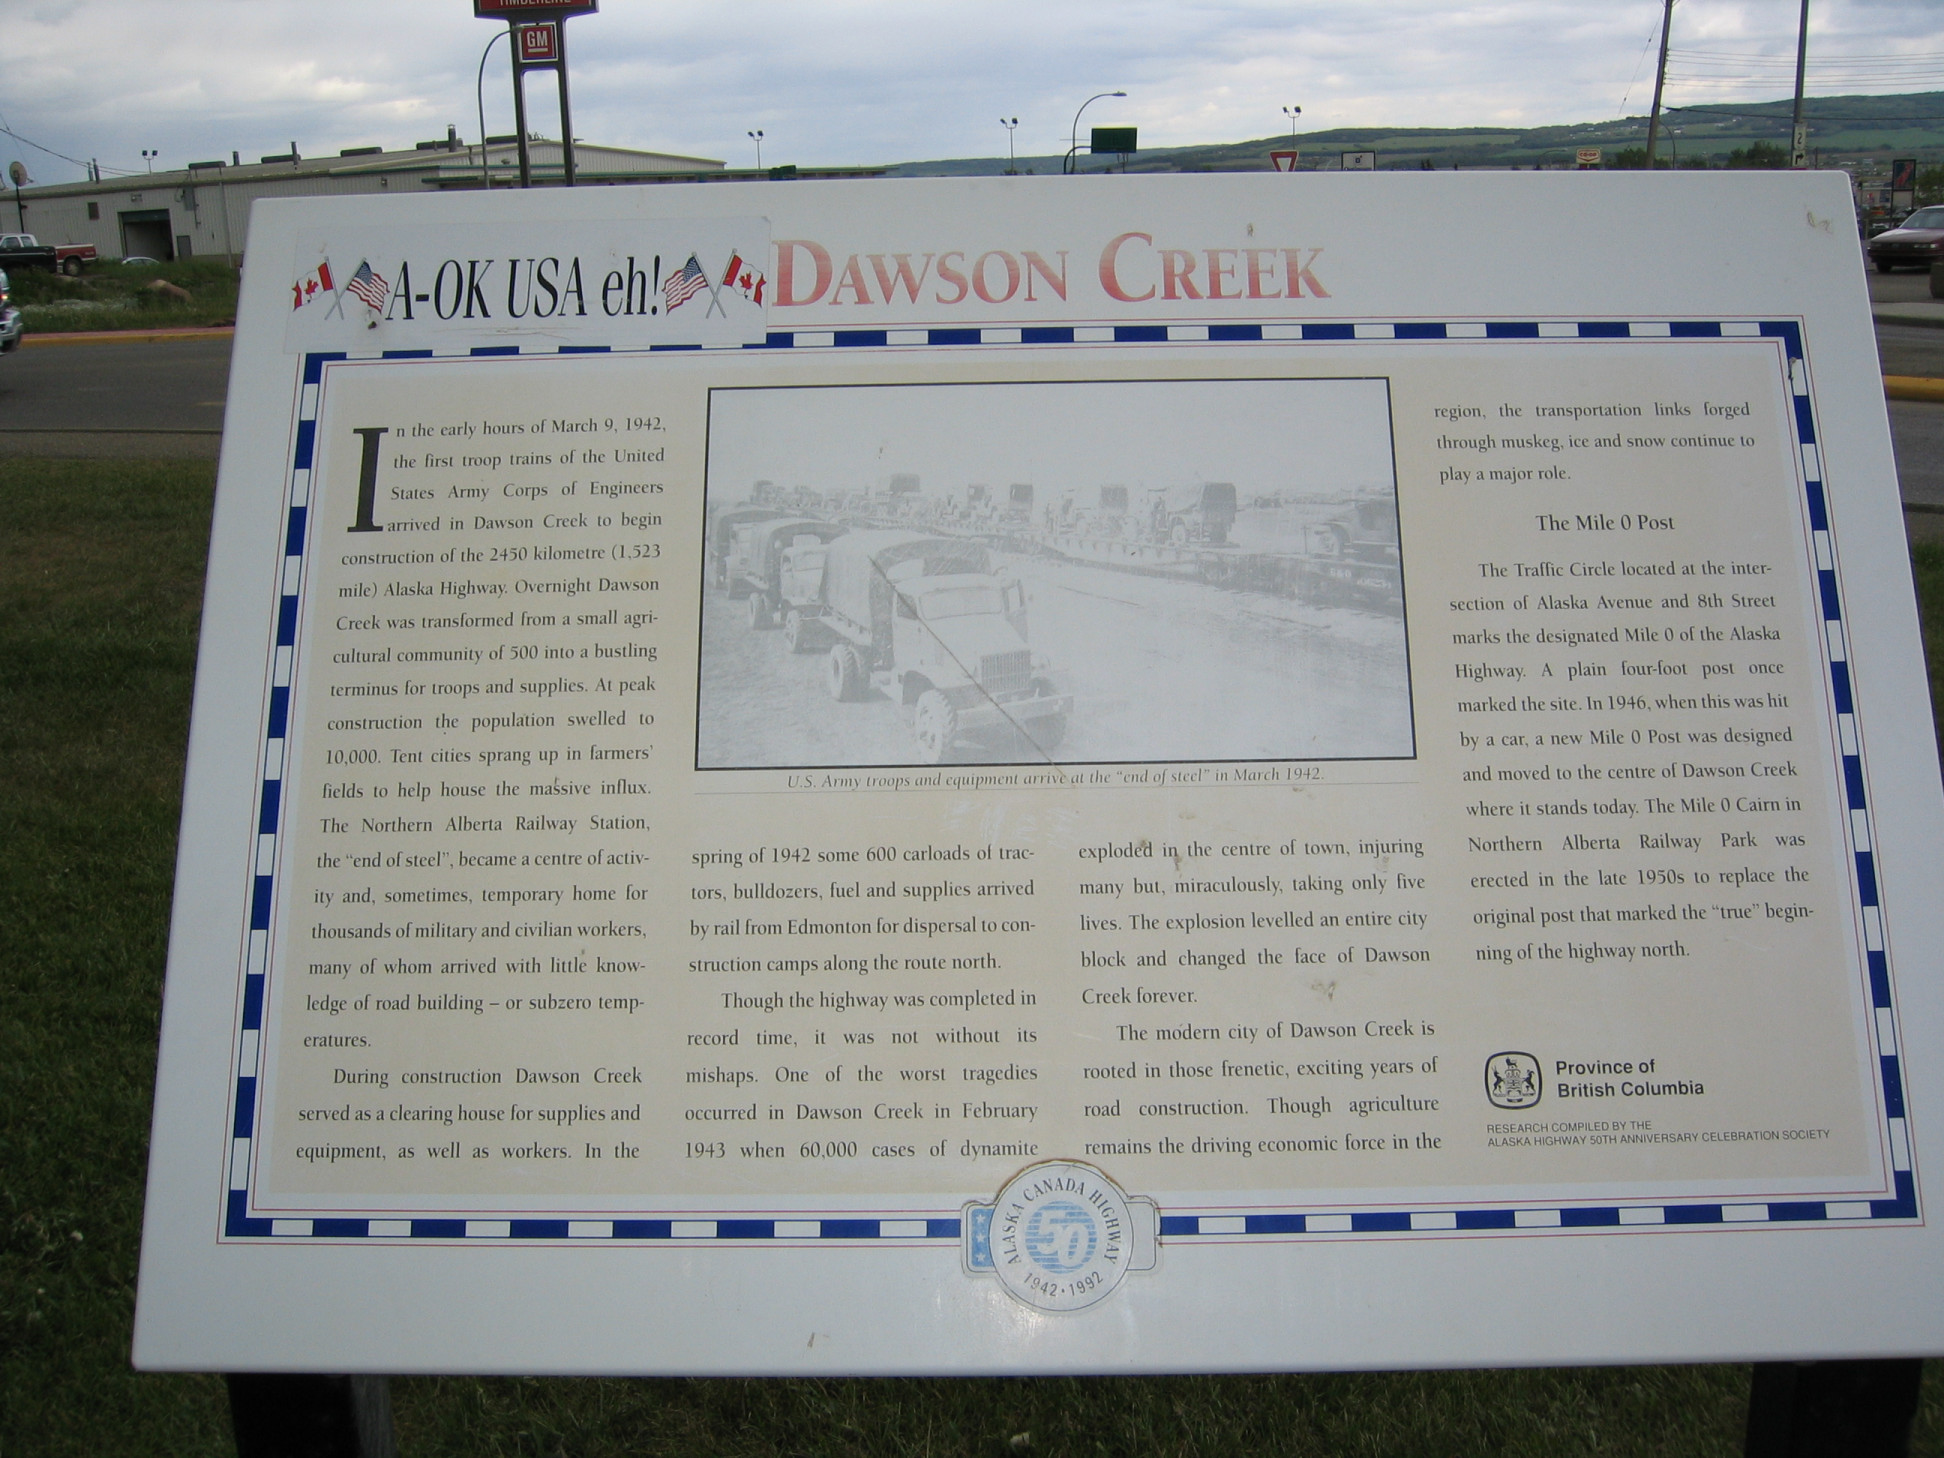 TIMBERLINE
GM
A-OK USA eh!
DAWSON CREEK
In the early hours of March 9, 1942,
the first troop trains of the United
States Army Corps of Engineers
arrived in Dawson Creek to begin
construction of the 2450 kilometre (1,523
mile) Alaska Highway. Overnight Dawson
Creek was transformed from a small agri-
cultural community of 500 into a bustling
terminus for troops and supplies. At peak
construction the population swelled to
10,000. Tent cities sprang up in farmers'
fields to help house the massive influx.
The Northern Alberta Railway Station,
the "end of steel", became a centre of activ-
ity and, sometimes, temporary home for
thousands of military and civilian workers,
many of whom arrived with little know-
ledge of road building – or subzero temp-
eratures.
During construction Dawson Creek
served as a clearing house for supplies and
equipment, as well as workers. In the
U.S. Army troops and equipment arrive at the "end of steel" in March 1942.
spring of 1942 some 600 carloads of trac-
tors, bulldozers, fuel and supplies arrived
by rail from Edmonton for dispersal to con-
struction camps along the route north.
Though the highway was completed in
record time, it was not without its
mishaps. One of the worst tragedies
occurred in Dawson Creek in February
1943 when 60,000 cases of dynamite
exploded in the centre of town, injuring
many but, miraculously, taking only five
lives. The explosion levelled an entire city
block and changed the face of Dawson
Creek forever.
The modern city of Dawson Creek is
rooted in those frenetic, exciting years of
road construction. Though agriculture
remains the driving economic force in the
region, the transportation links forged
through muskeg, ice and snow continue to
play a major role.
The Mile 0 Post
The Traffic Circle located at the inter-
section of Alaska Avenue and 8th Street
marks the designated Mile 0 of the Alaska
Highway. A plain four-foot post once
marked the site. In 1946, when this was hit
by a car, a new Mile 0 Post was designed
and moved to the centre of Dawson Creek
where it stands today. The Mile 0 Cairn in
Northern Alberta Railway Park was
erected in the late 1950s to replace the
original post that marked the "true" begin-
ning of the highway north.
Province of
British Columbia
RESEARCH COMPILED BY THE
ALASKA HIGHWAY 50TH ANNIVERSARY CELEBRATION SOCIETY
ALASKA CANADA HIGHWAY
50
1942 · 1992